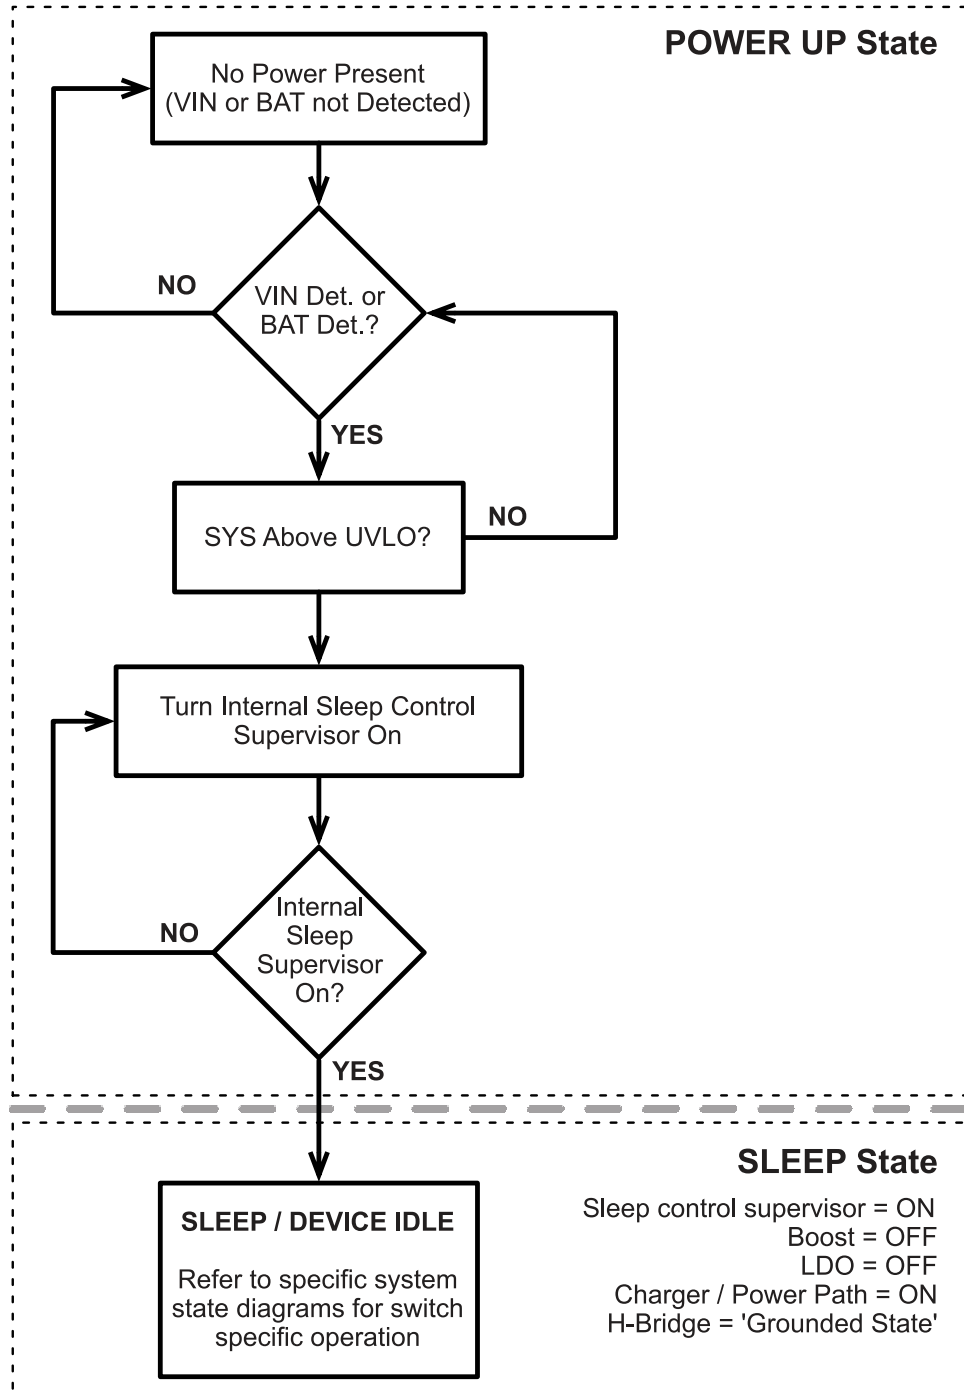 POWER UP State
No Power Present
(VIN or BAT not Detected)
NO
VIN Det. or
BAT Det.?
YES
SYS Above UVLO?
NO
Turn Internal Sleep Control
Supervisor On
Internal
Sleep
Supervisor
On?
NO
YES
SLEEP State
SLEEP / DEVICE IDLE
Refer to specific system
state diagrams for switch
specific operation
Sleep control supervisor = ON
Boost = OFF
LDO = OFF
Charger / Power Path = ON
H-Bridge = 'Grounded State'